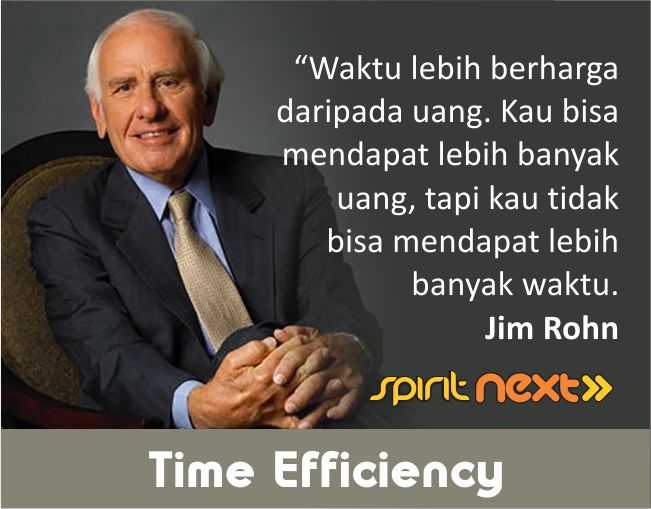 “Waktu lebih berharga
daripada uang. Kau bisa
mendapat lebih banyak
uang, tapi kau tidak
bisa mendapat lebih
banyak waktu.
Jim Rohn
spirit next
Time Efficiency